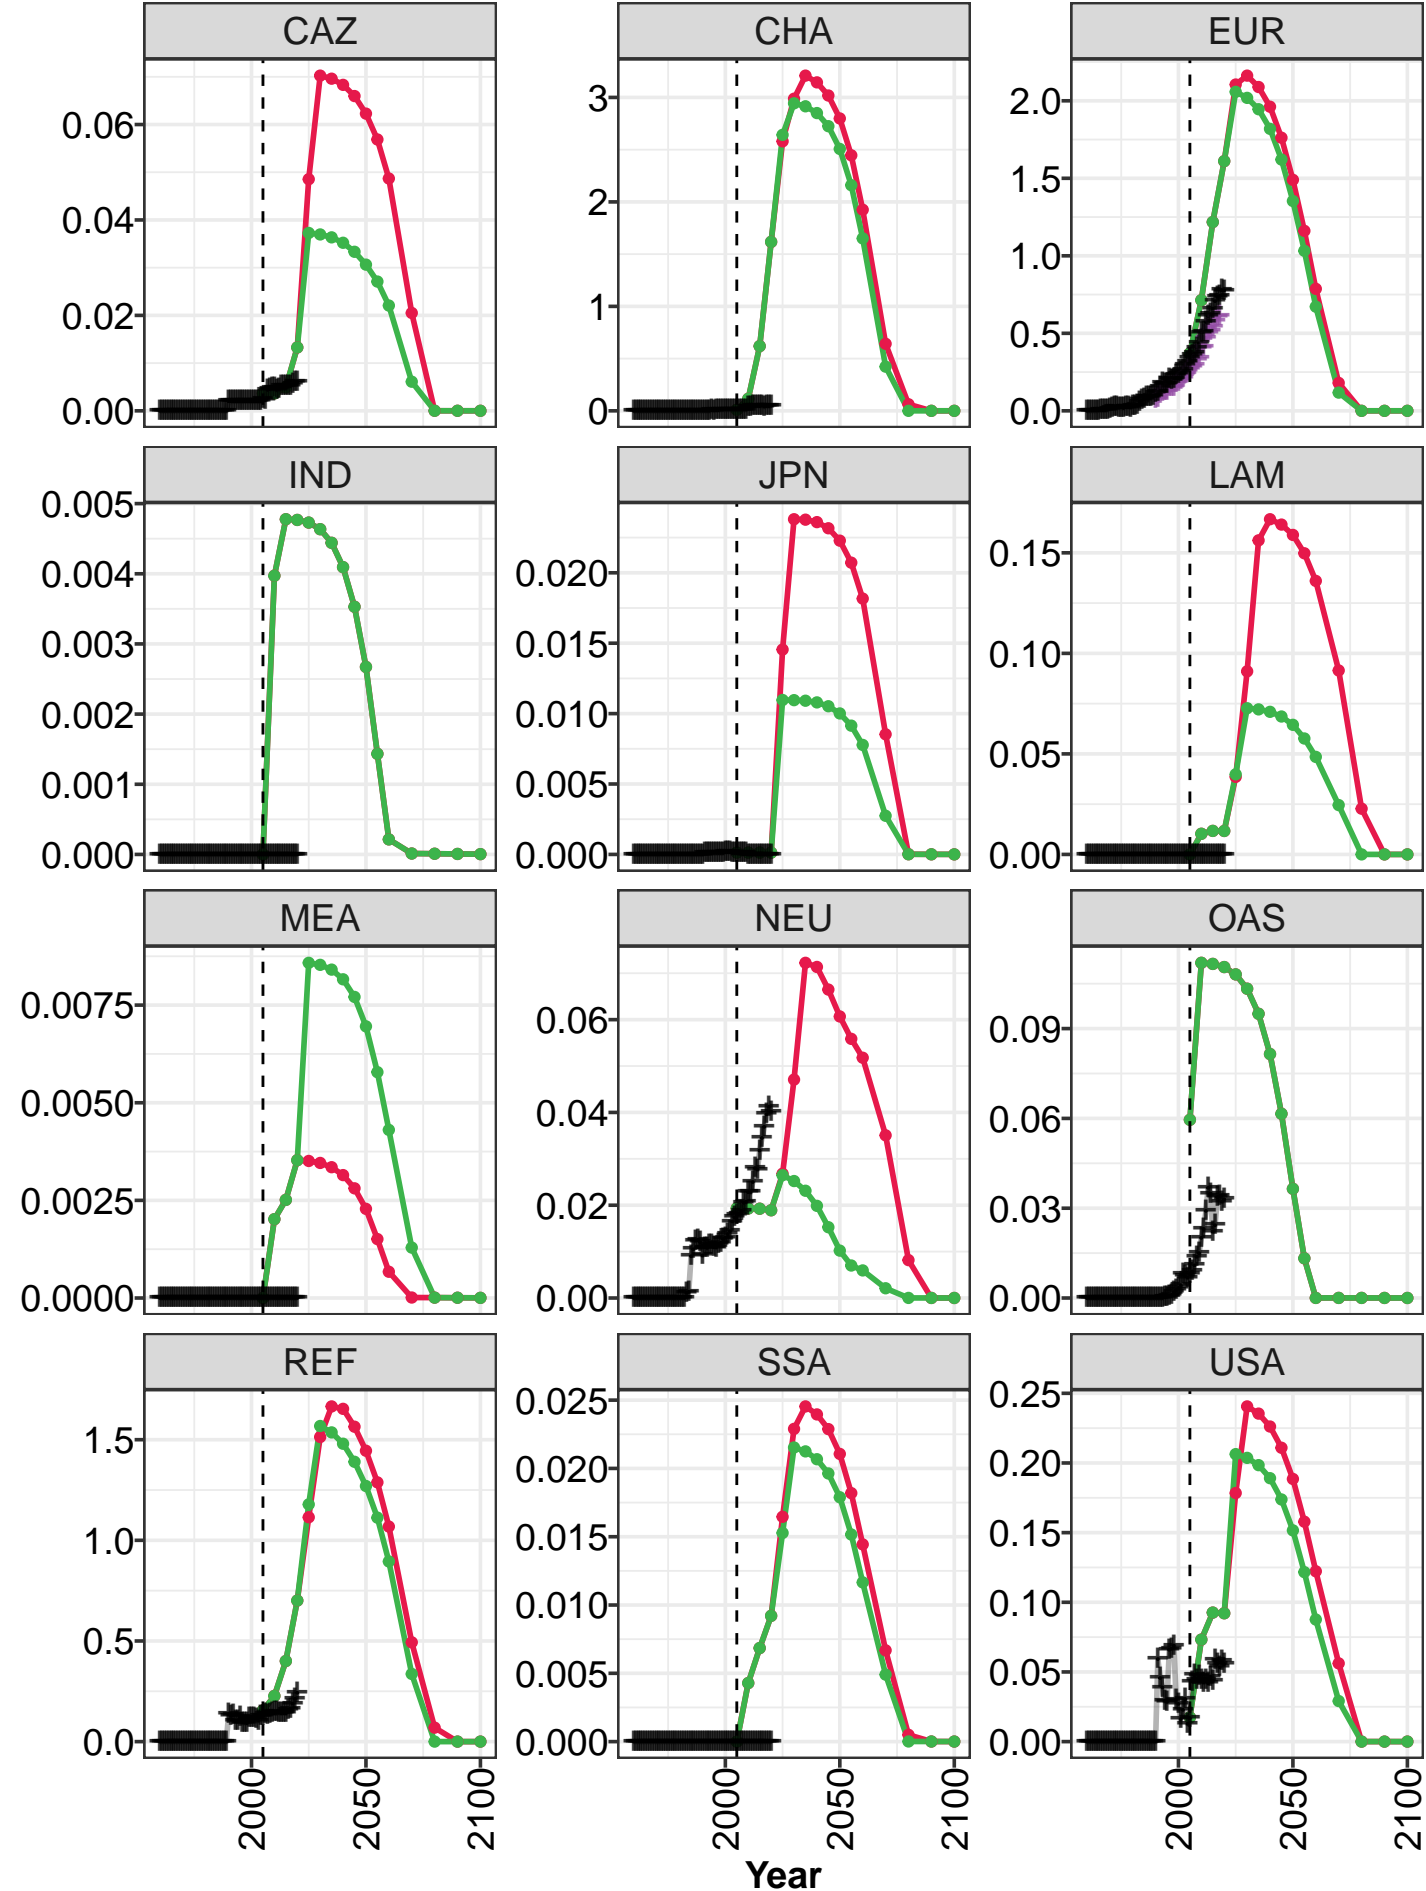 CAZ CHA EUR
0.06 3 2.0
0.04 2 1.5
0.02 1 1.0
0.00 0 0.5
0.0
IND JPN LAM
0.005 0.020 0.15
0.004 0.015 0.10
0.003 0.010 0.05
0.002 0.005 0.00
0.001 0.000
0.000
MEA NEU OAS
0.0075 0.06 0.09
0.0050 0.04 0.06
0.0025 0.02 0.03
0.0000 0.00 0.00
REF SSA USA
1.5 0.025 0.25
1.0 0.020 0.20
0.5 0.015 0.15
0.0 0.010 0.10
0.005 0.05
0.000 0.00
2000 2050 2100 2000 2050 2100 2000 2050 2100
Year